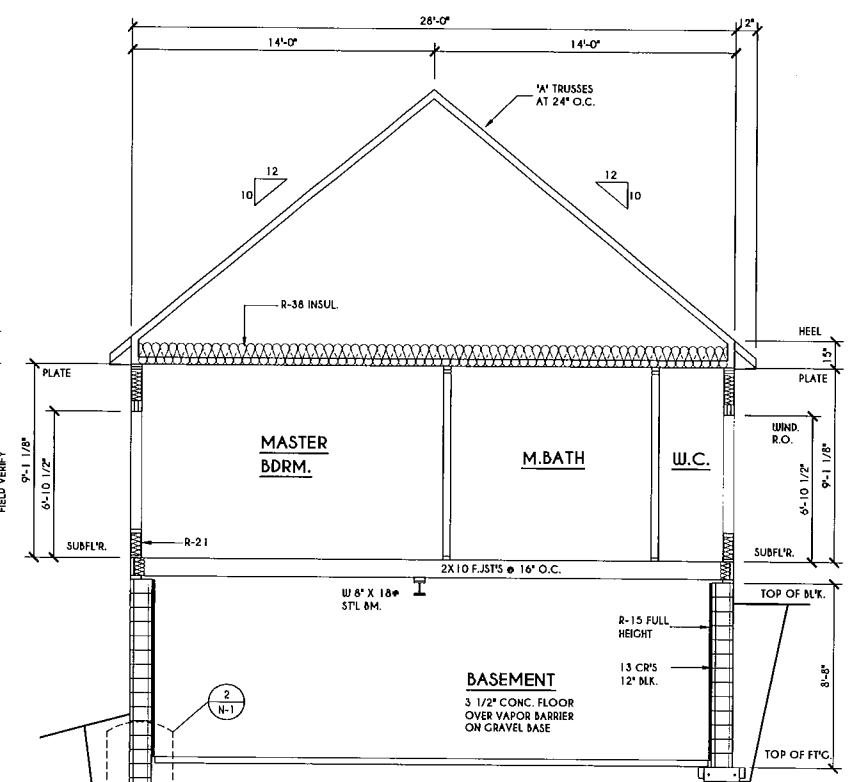 28'-0"
2"
14'-0"
14'-0"
'A' TRUSSES
AT 24" O.C.
12
10
12
10
R-38 INSUL.
HEEL
15"
PLATE
PLATE
WIND.
R.O.
MASTER
BDRM.
M.BATH
W.C.
FIELD VERIFY
9'-1 1/8"
6'-10 1/2"
6'-10 1/2"
9'-1 1/8"
SUBFL'R.
R-21
SUBFL'R.
2X10 F.JST'S @ 16" O.C.
W 8" X 18#
ST'L BM.
TOP OF BL'K.
R-15 FULL
HEIGHT
13 CR'S
12" BLK.
8'-8"
BASEMENT
3 1/2" CONC. FLOOR
OVER VAPOR BARRIER
ON GRAVEL BASE
2
N-1
TOP OF FT'G.